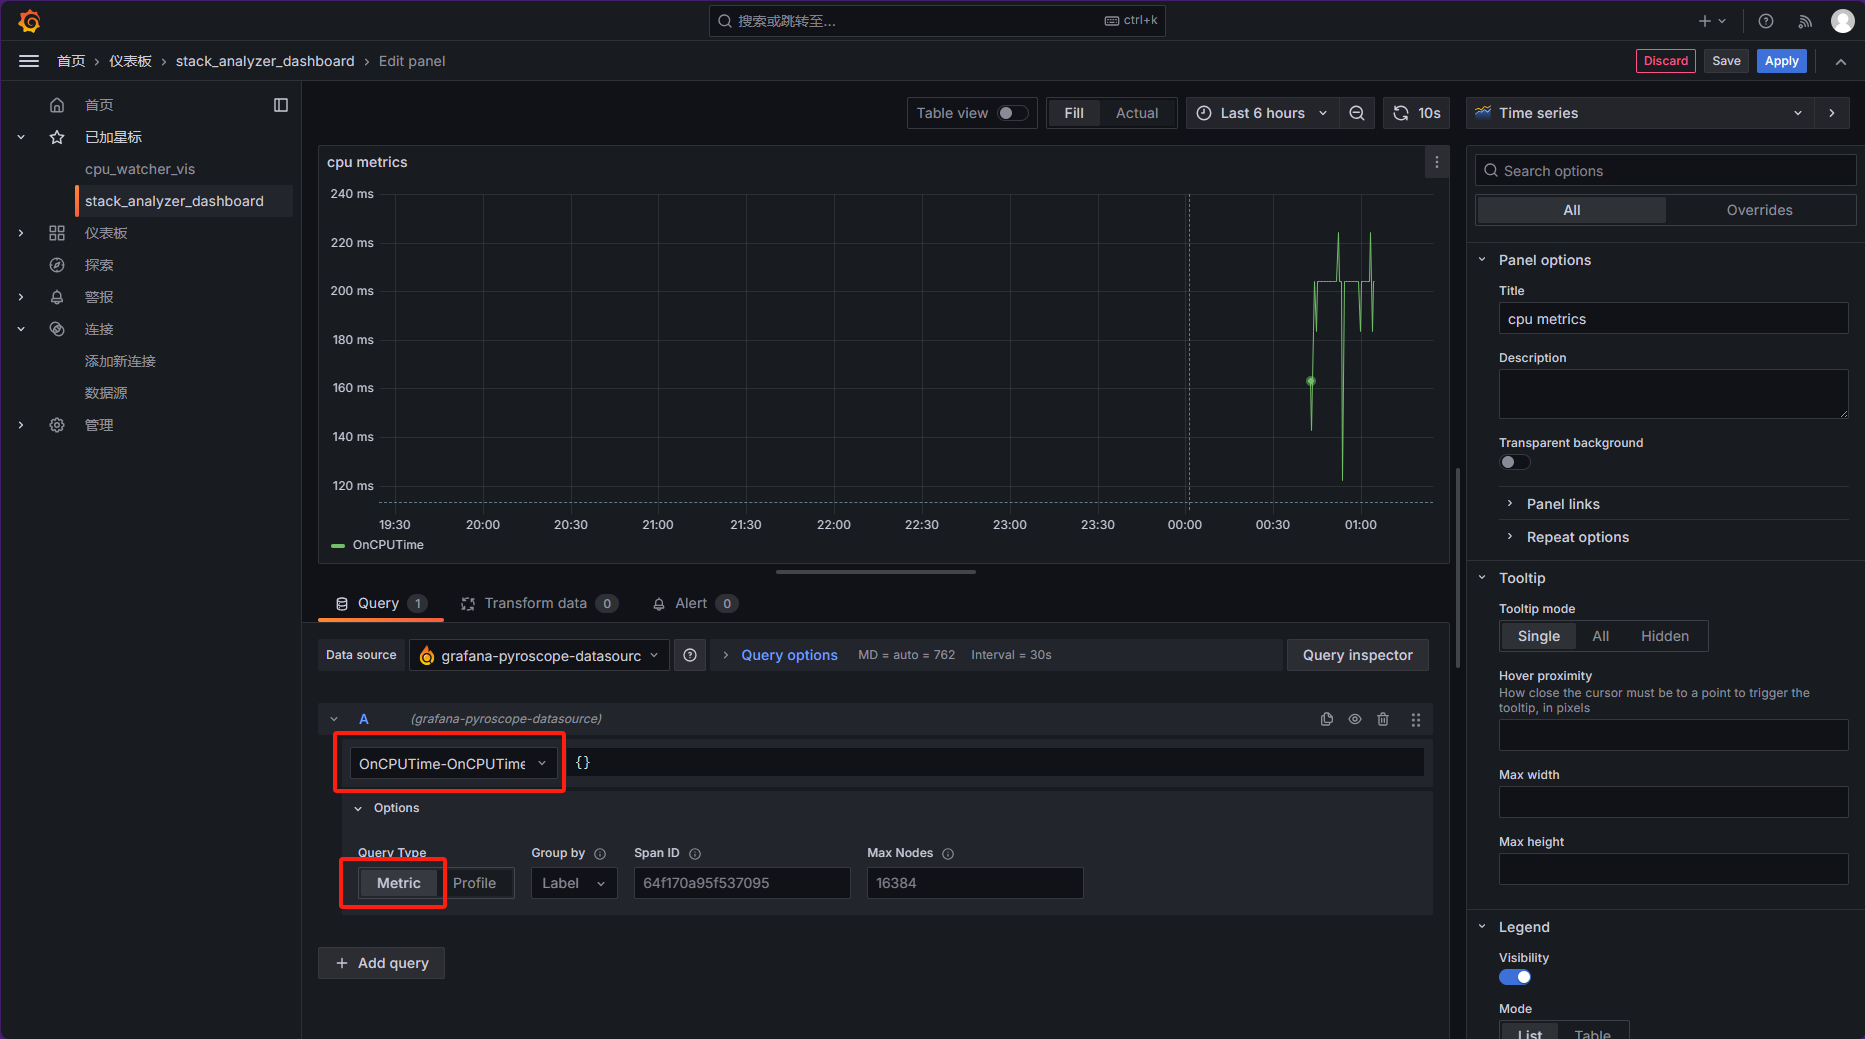 搜索或跳转至...
ctrl+k
首页 › 仪表板 › stack_analyzer_dashboard › Edit panel
Discard
Save
Apply
首页
已加星标
cpu_watcher_vis
stack_analyzer_dashboard
仪表板
探索
警报
连接
添加新连接
数据源
管理
Table view
Fill
Actual
Last 6 hours
10s
Time series
cpu metrics
240 ms
220 ms
200 ms
180 ms
160 ms
140 ms
120 ms
19:30 20:00 20:30 21:00 21:30 22:00 22:30 23:00 23:30 00:00 00:30 01:00
OnCPUTime
Query 1
Transform data 0
Alert 0
Data source
grafana-pyroscope-datasourc
Query options
MD = auto = 762
Interval = 30s
Query inspector
A
(grafana-pyroscope-datasource)
OnCPUTime-OnCPUTime
{}
Options
Query Type
Group by
Span ID
Max Nodes
Metric
Profile
Label
64f170a95f537095
16384
+ Add query
Search options
All
Overrides
Panel options
Title
cpu metrics
Description
Transparent background
Panel links
Repeat options
Tooltip
Tooltip mode
Single
All
Hidden
Hover proximity
How close the cursor must be to a point to trigger the
tooltip, in pixels
Max width
Max height
Legend
Visibility
Mode
List
Table